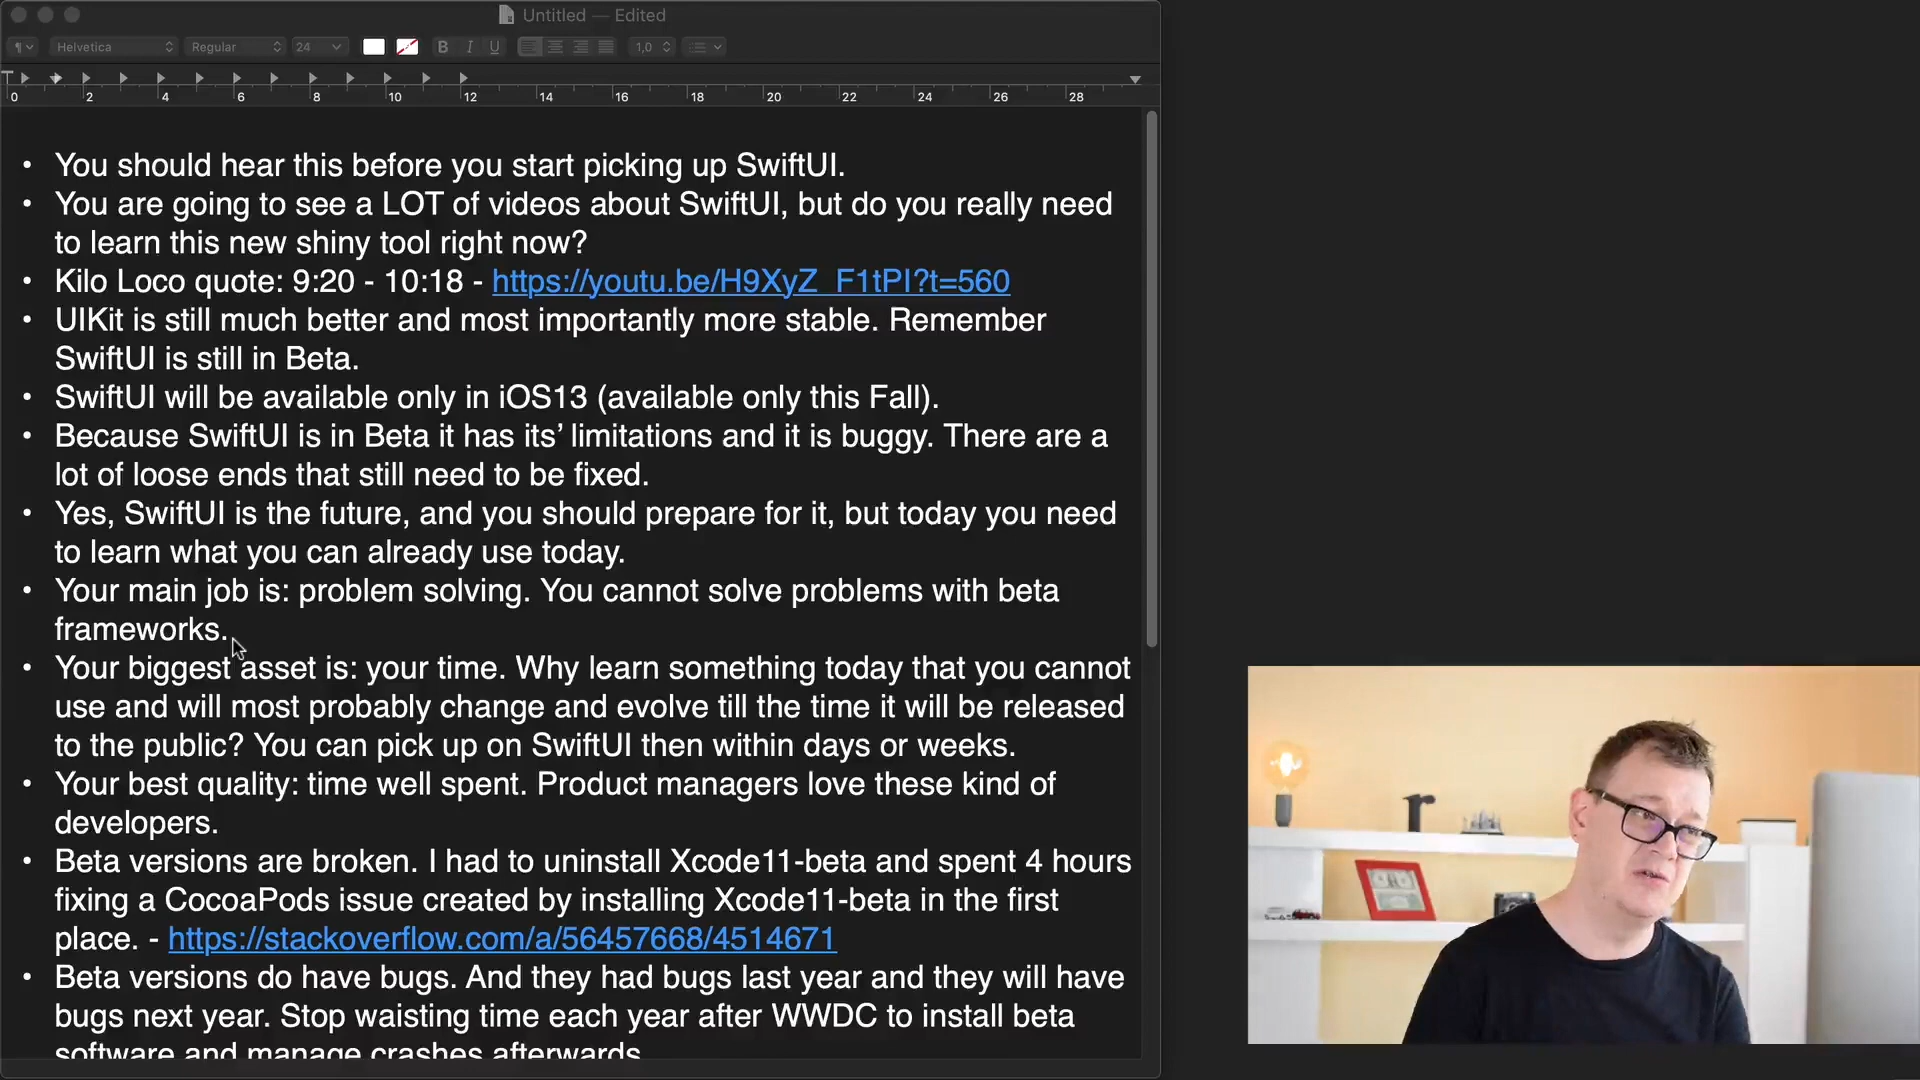 Untitled — Edited
¶ Helvetica Regular 24 B I U 1,0
0 2 4 6 8 10 12 14 16 18 20 22 24 26 28
• You should hear this before you start picking up SwiftUI.
• You are going to see a LOT of videos about SwiftUI, but do you really need
to learn this new shiny tool right now?
• Kilo Loco quote: 9:20 - 10:18 - https://youtu.be/H9XyZ_F1tPI?t=560
• UIKit is still much better and most importantly more stable. Remember
SwiftUI is still in Beta.
• SwiftUI will be available only in iOS13 (available only this Fall).
• Because SwiftUI is in Beta it has its’ limitations and it is buggy. There are a
lot of loose ends that still need to be fixed.
• Yes, SwiftUI is the future, and you should prepare for it, but today you need
to learn what you can already use today.
• Your main job is: problem solving. You cannot solve problems with beta
frameworks.
• Your biggest asset is: your time. Why learn something today that you cannot
use and will most probably change and evolve till the time it will be released
to the public? You can pick up on SwiftUI then within days or weeks.
• Your best quality: time well spent. Product managers love these kind of
developers.
• Beta versions are broken. I had to uninstall Xcode11-beta and spent 4 hours
fixing a CocoaPods issue created by installing Xcode11-beta in the first
place. - https://stackoverflow.com/a/56457668/4514671
• Beta versions do have bugs. And they had bugs last year and they will have
bugs next year. Stop waisting time each year after WWDC to install beta
software and manage crashes afterwards